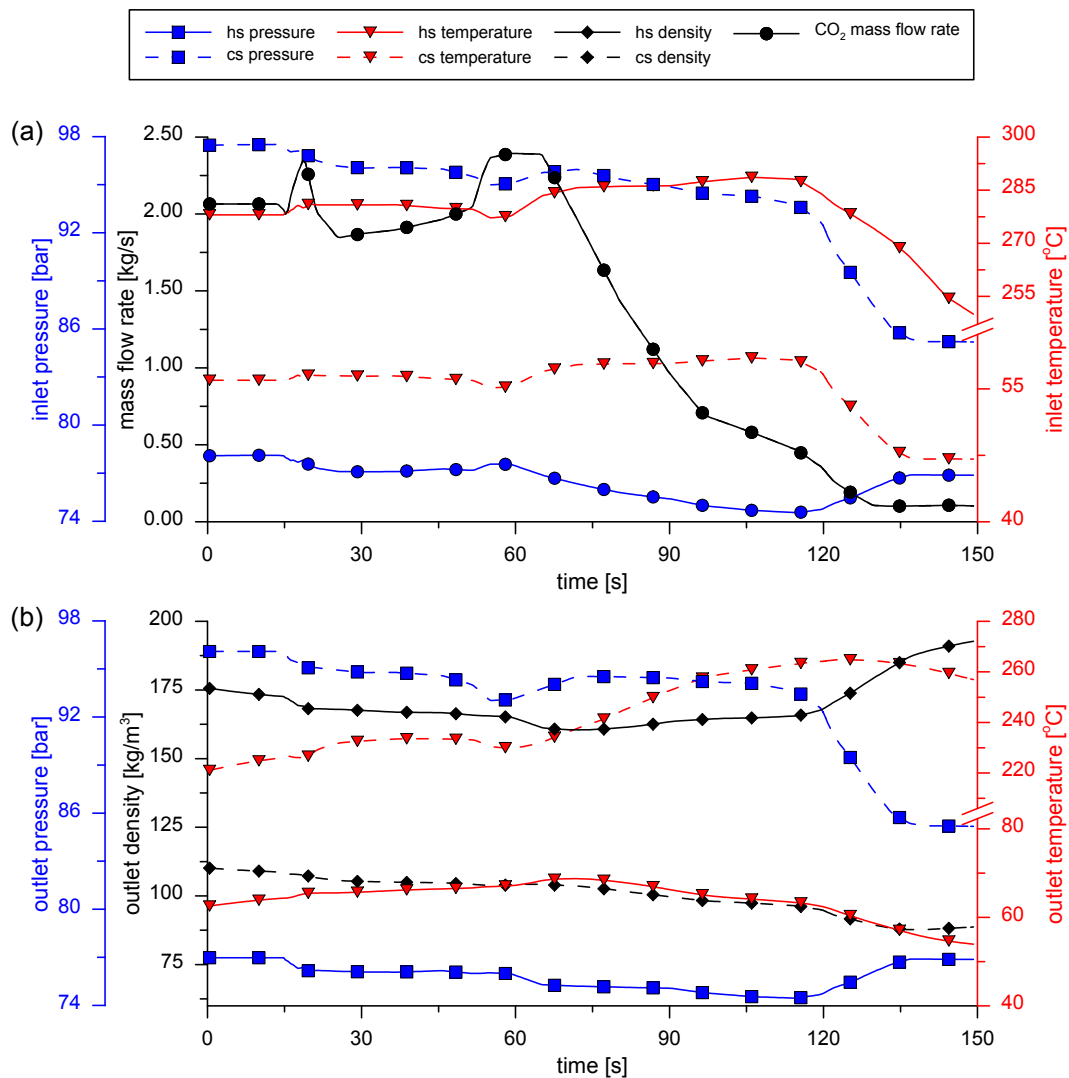 hs pressure hs temperature hs density CO₂ mass flow rate
cs pressure cs temperature cs density
(a)
inlet pressure [bar]
98
92
86
80
74
mass flow rate [kg/s]
2.50
2.00
1.50
1.00
0.50
0.00
300
285
270
255
55
40
inlet temperature [°C]
0 30 60 90 120 150
time [s]
(b)
outlet pressure [bar]
98
92
86
80
74
outlet density [kg/m³]
200
175
150
125
100
75
280
260
240
220
80
60
40
outlet temperature [°C]
0 30 60 90 120 150
time [s]